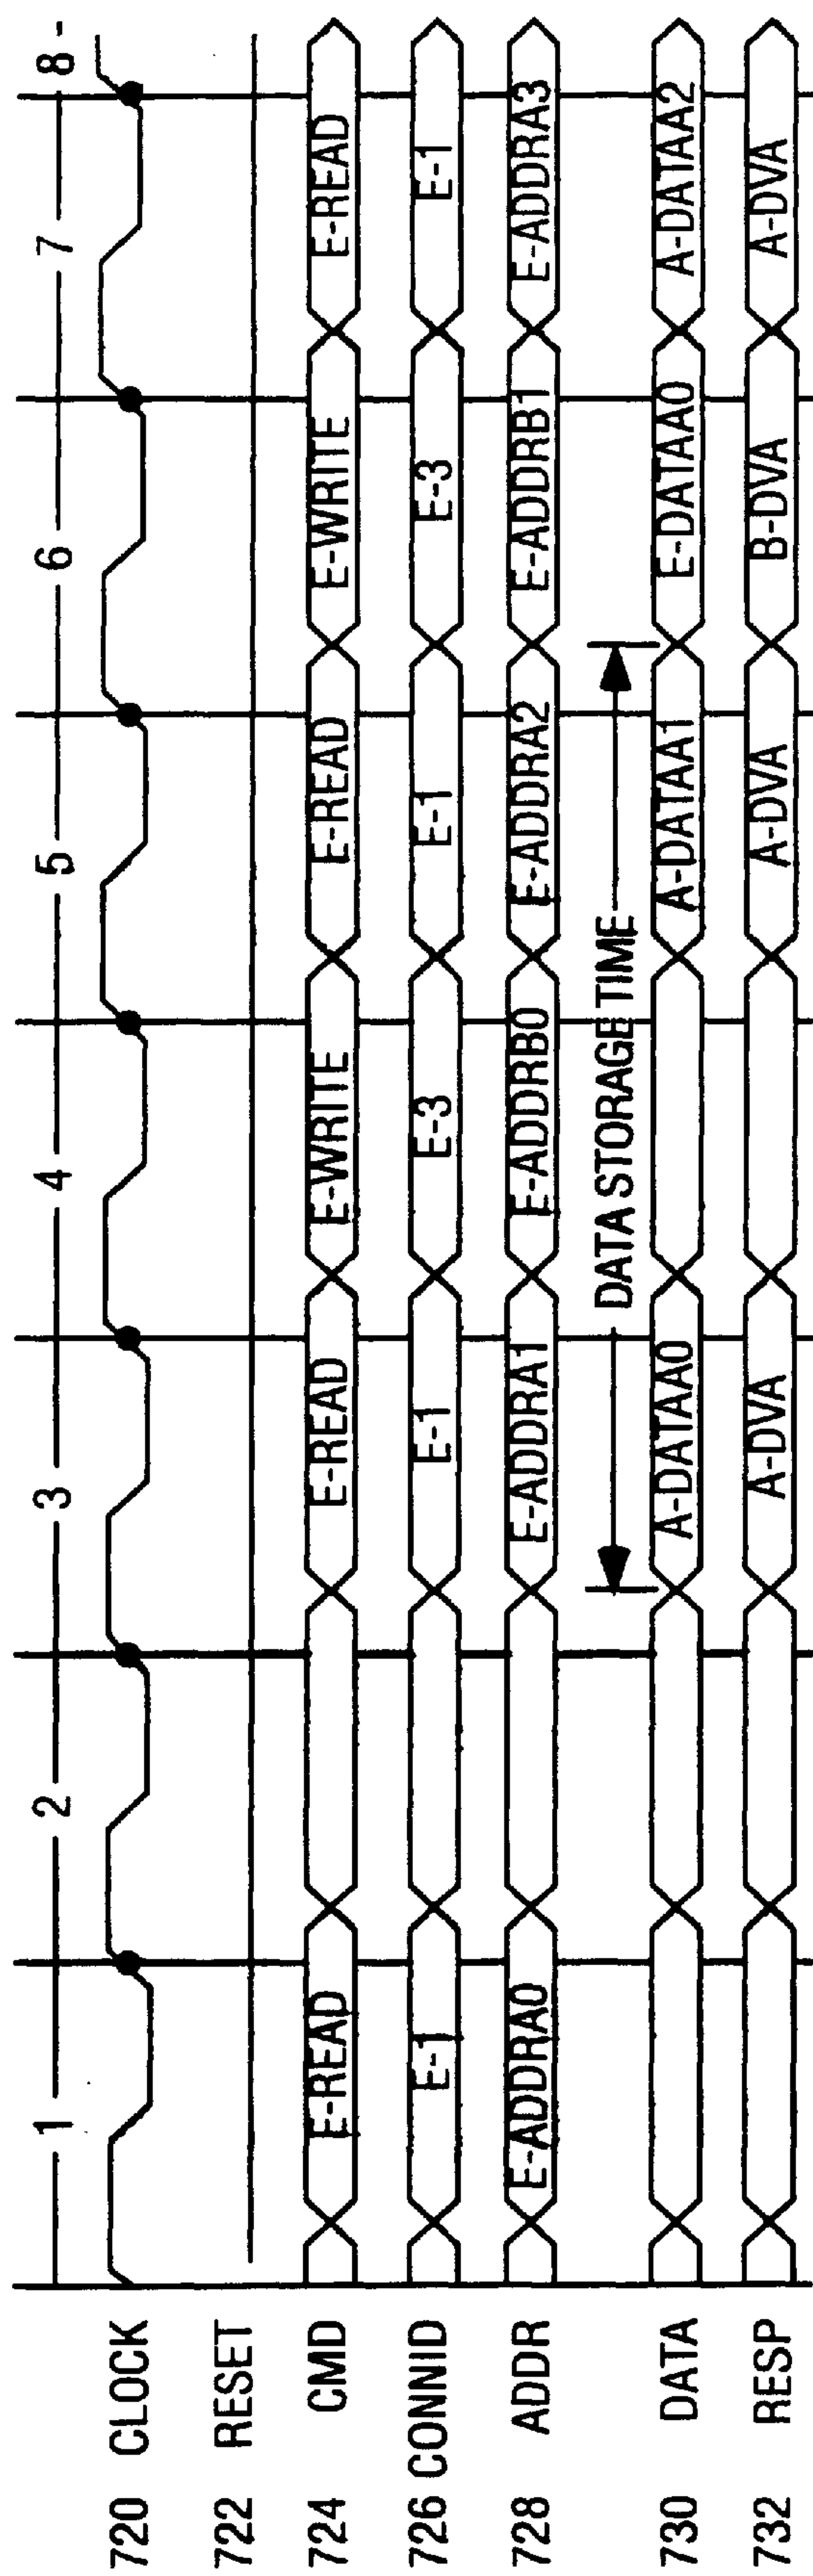 1 2 3 4 5 6 7 8
720 CLOCK
722 RESET
724 CMD E-READ E-READ E-WRITE E-READ E-WRITE E-READ
726 CONNID E-1 E-1 E-3 E-1 E-3 E-1
728 ADDR E-ADDRA0 E-ADDRA1 E-ADDRB0 E-ADDRA2 E-ADDRB1 E-ADDRA3
DATA STORAGE TIME
730 DATA A-DATAA0 A-DATAA1 E-DATAA0 A-DATAA2
732 RESP A-DVA A-DVA B-DVA A-DVA